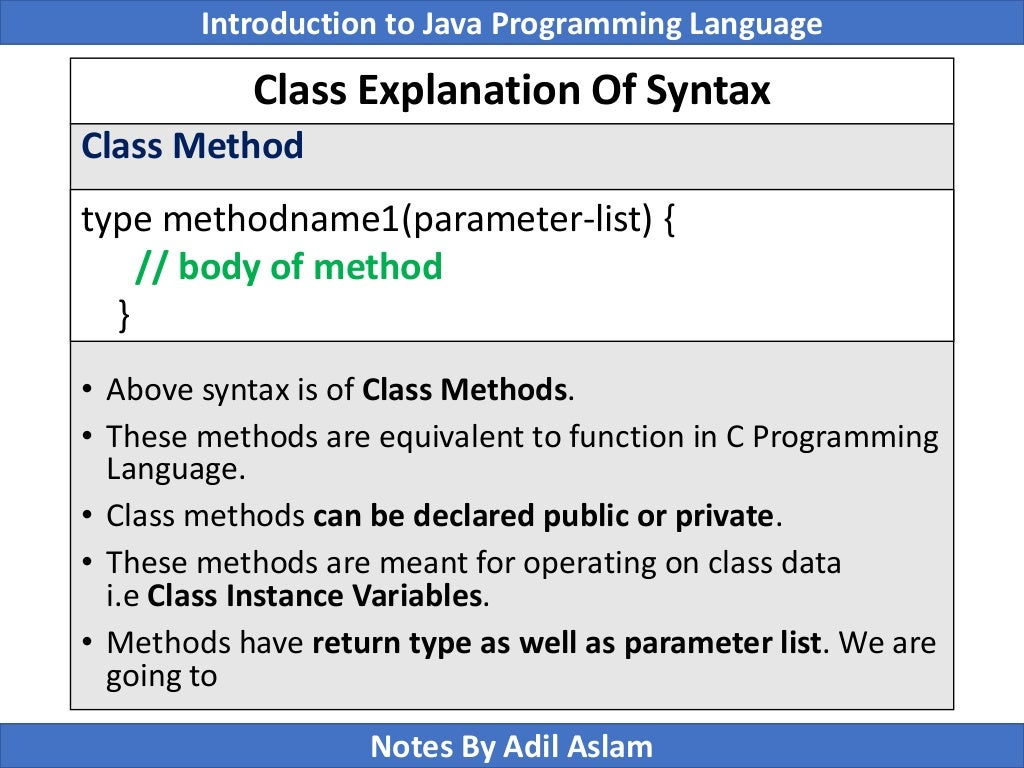 Introduction to Java Programming Language
Class Explanation Of Syntax
Class Method
type methodname1(parameter-list) {
// body of method
}
• Above syntax is of Class Methods.
• These methods are equivalent to function in C Programming
Language.
• Class methods can be declared public or private.
• These methods are meant for operating on class data
i.e Class Instance Variables.
• Methods have return type as well as parameter list. We are
going to
Notes By Adil Aslam